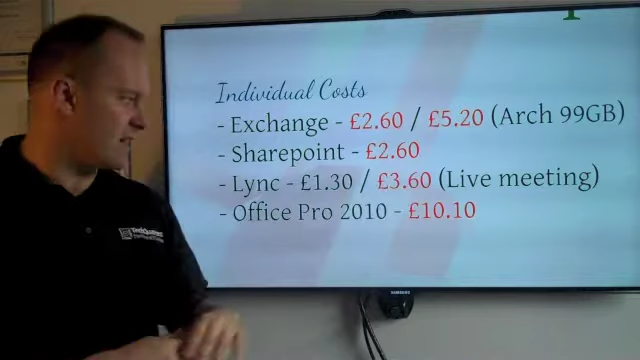 Individual Costs
- Exchange - £2.60 / £5.20 (Arch 99GB)
- Sharepoint - £2.60
- Lync - £1.30 / £3.60 (Live meeting)
- Office Pro 2010 - £10.10
SAMSUNG